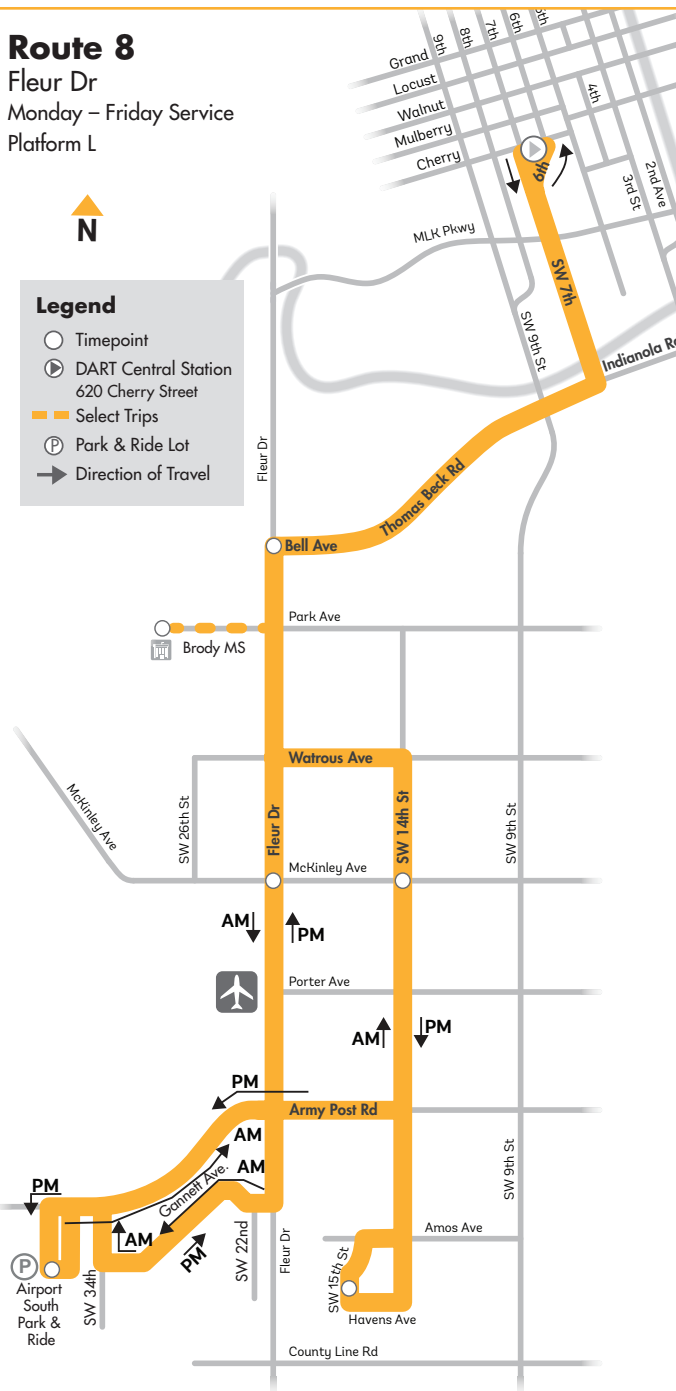 Route 8
Fleur Dr
Monday – Friday Service
Platform L
N
Legend
Timepoint
DART Central Station
620 Cherry Street
Select Trips
P
Park & Ride Lot
Direction of Travel
9th
8th
7th
6th
5th
Grand
Locust
Walnut
Mulberry
Cherry
4th
6th
3rd St
2nd Ave
MLK Pkwy
SW 7th
SW 9th St
Indianola
Fleur Dr
Thomas Beck Rd
Bell Ave
Park Ave
Brody MS
Watrous Ave
McKinley Ave
SW 26th St
Fleur Dr
SW 14th St
SW 9th St
McKinley Ave
AM
PM
Porter Ave
AM
PM
PM
Army Post Rd
AM
AM
Gannett Ave.
PM
AM
PM
SW 22nd
Fleur Dr
SW 9th St
Amos Ave
SW 15th St
P
Airport
South
Park &
Ride
SW 34th
Havens Ave
County Line Rd